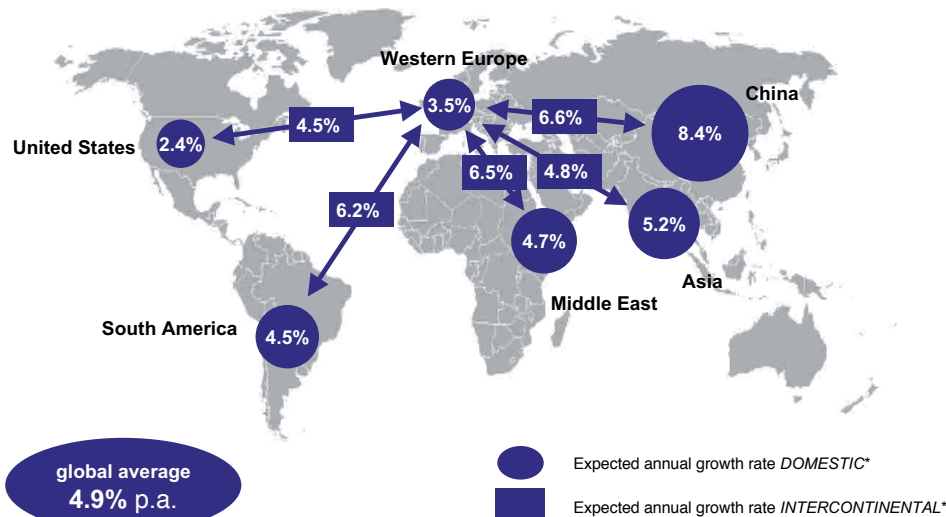 Western Europe
China
3.5%
6.6%
4.5%
8.4%
United States
2.4%
6.5%
4.8%
6.2%
5.2%
4.7%
Asia
Middle East
South America
4.5%
global average
4.9% p.a.
Expected annual growth rate DOMESTIC*
Expected annual growth rate INTERCONTINENTAL*